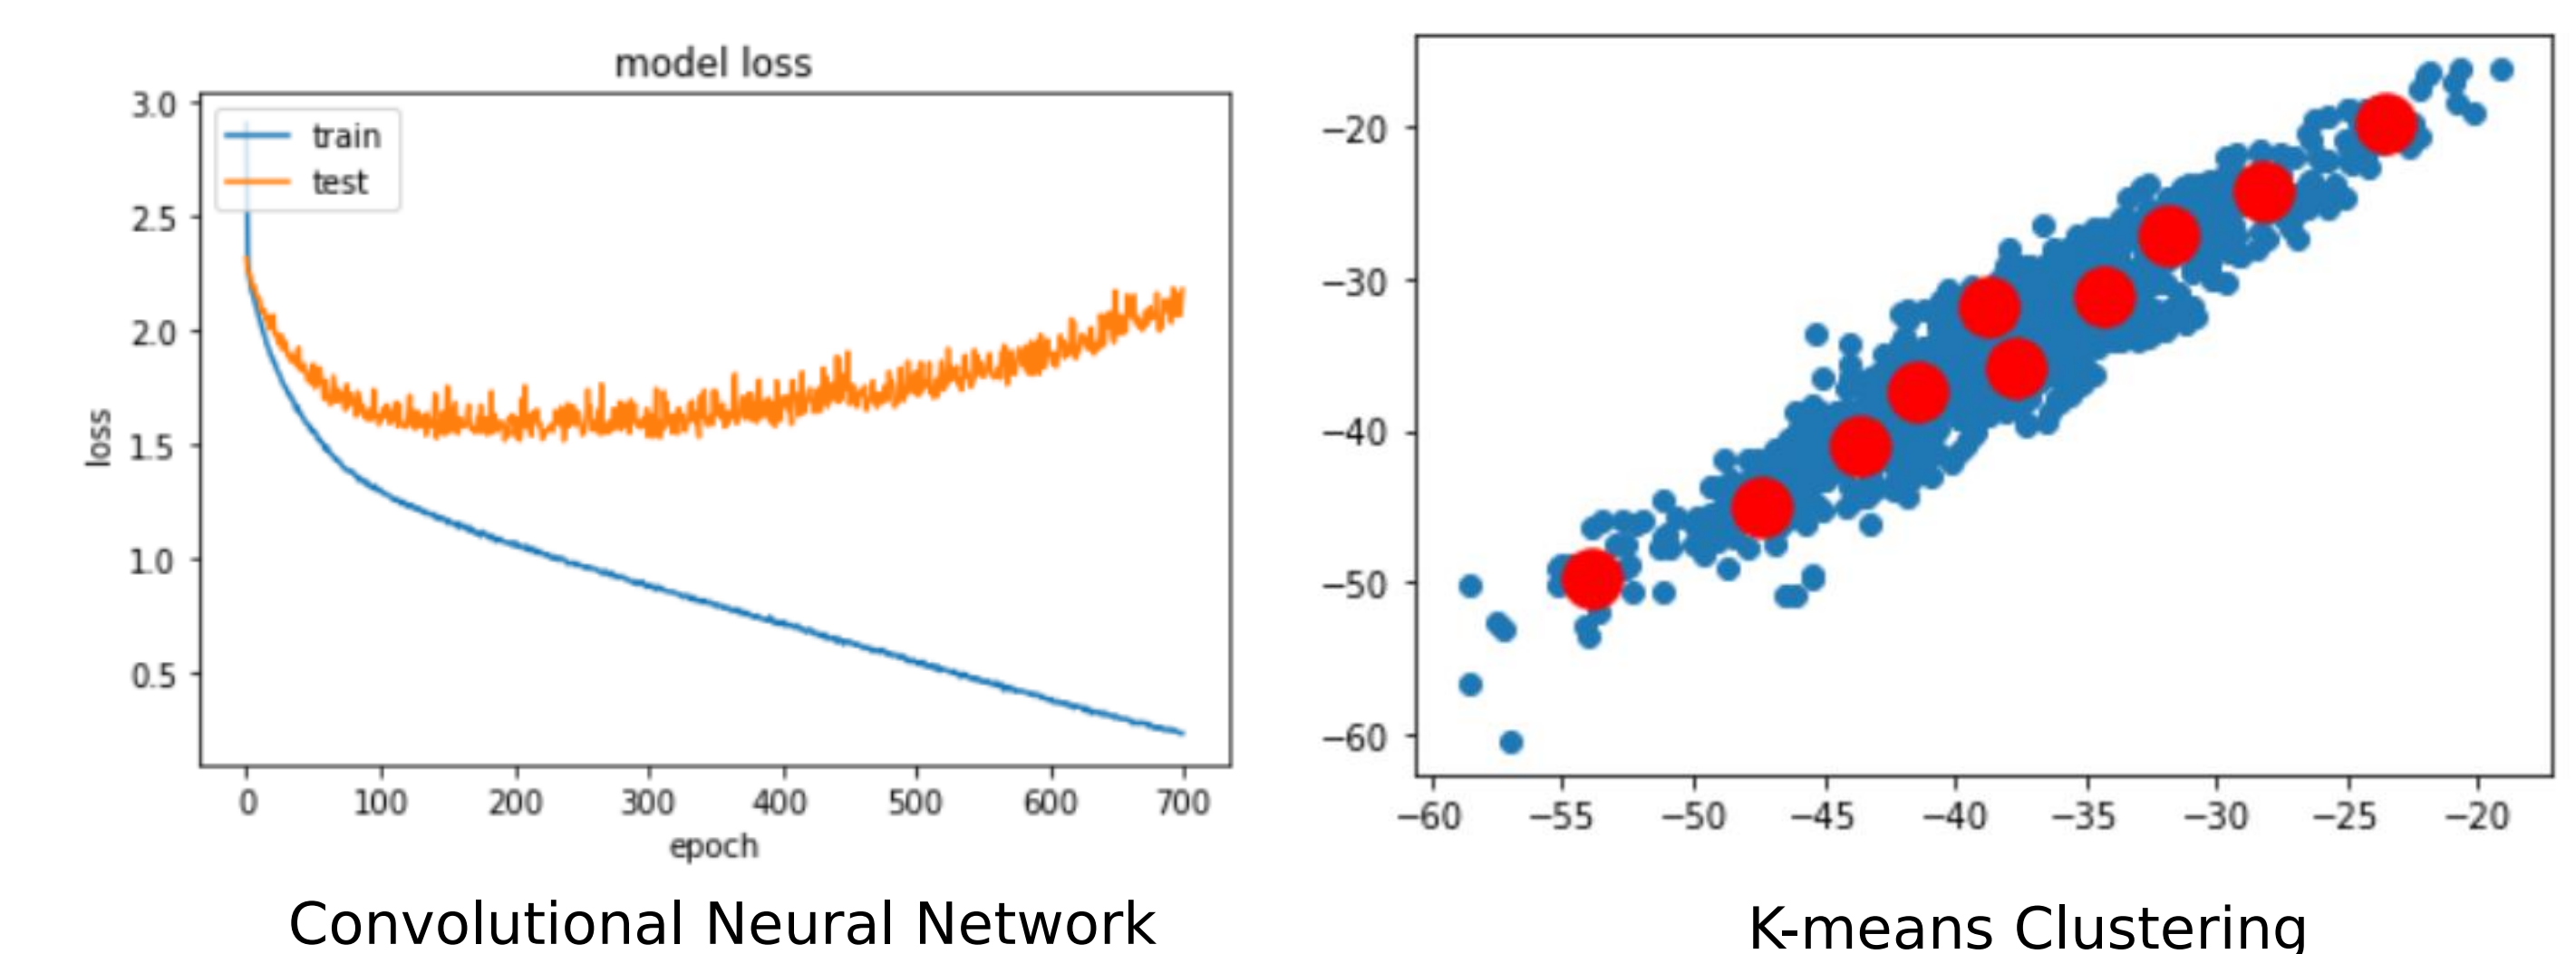 model loss
3.0
2.5
2.0
1.5
1.0
0.5
train
test
loss
0 100 200 300 400 500 600 700
epoch
Convolutional Neural Network
−20
−30
−40
−50
−60
−60 −55 −50 −45 −40 −35 −30 −25 −20
K-means Clustering